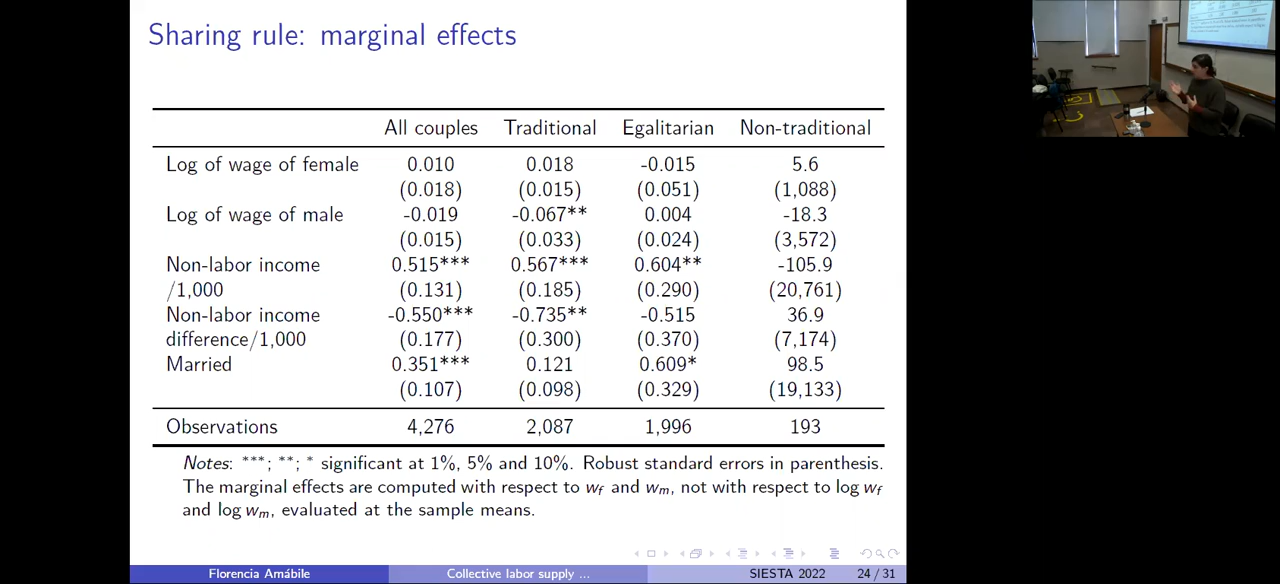 Sharing rule: marginal effects
All couples Traditional Egalitarian Non-traditional
Log of wage of female 0.010 0.018 -0.015 5.6
(0.018) (0.015) (0.051) (1,088)
Log of wage of male -0.019 -0.067** 0.004 -18.3
(0.015) (0.033) (0.024) (3,572)
Non-labor income 0.515*** 0.567*** 0.604** -105.9
/1,000 (0.131) (0.185) (0.290) (20,761)
Non-labor income -0.550*** -0.735** -0.515 36.9
difference/1,000 (0.177) (0.300) (0.370) (7,174)
Married 0.351*** 0.121 0.609* 98.5
(0.107) (0.098) (0.329) (19,133)
Observations 4,276 2,087 1,996 193
Notes: ***; **; * significant at 1%, 5% and 10%. Robust standard errors in parenthesis.
The marginal effects are computed with respect to w_f and w_m, not with respect to log w_f
and log w_m, evaluated at the sample means.
Florencia Amábile Collective labor supply ... SIESTA 2022 24 / 31